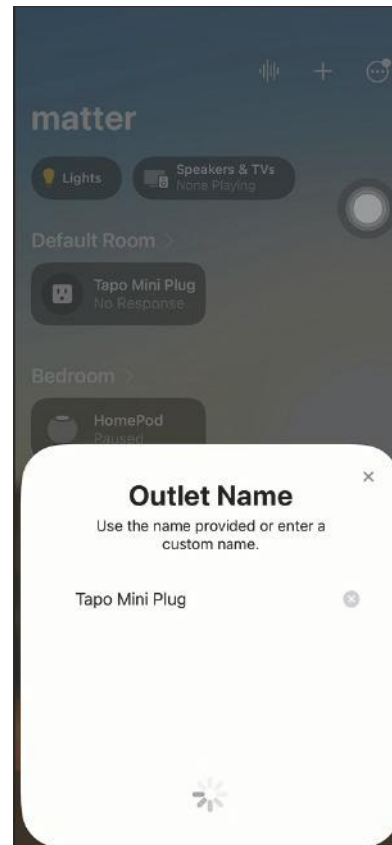 matter
Lights
Speakers & TVs
None Playing
Default Room >
Tapo Mini Plug
No Response
Bedroom >
HomePod
Paused
Outlet Name
Use the name provided or enter a
custom name.
Tapo Mini Plug